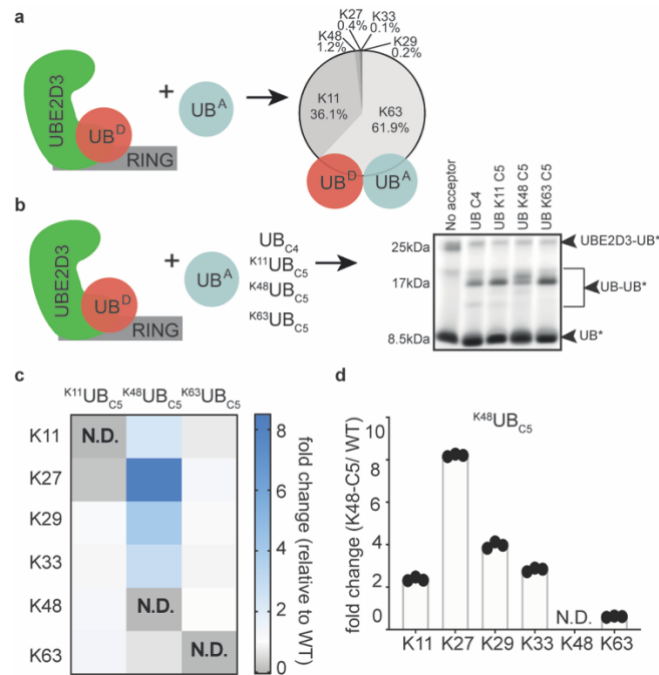 a
UBE2D3
UB^D
RING
+
UB^A
K27
0.4%
K33
0.1%
K48
1.2%
K29
0.2%
K11
36.1%
K63
61.9%
UB^D
UB^A
b
UBE2D3
UB^D
RING
+
UB^A
UB_C4
^K11UB_C5
^K48UB_C5
^K63UB_C5
No acceptor
UB C4
UB K11 C5
UB K48 C5
UB K63 C5
25kDa
17kDa
8.5kDa
UBE2D3-UB*
UB-UB*
UB*
c
^K11UB_C5 ^K48UB_C5 ^K63UB_C5
K11
K27
K29
K33
K48
K63
N.D.
N.D.
N.D.
8
6
4
2
0
fold change (relative to WT)
d
^K48UB_C5
fold change (K48-C5/ WT)
10
8
6
4
2
0
N.D.
K11 K27 K29 K33 K48 K63